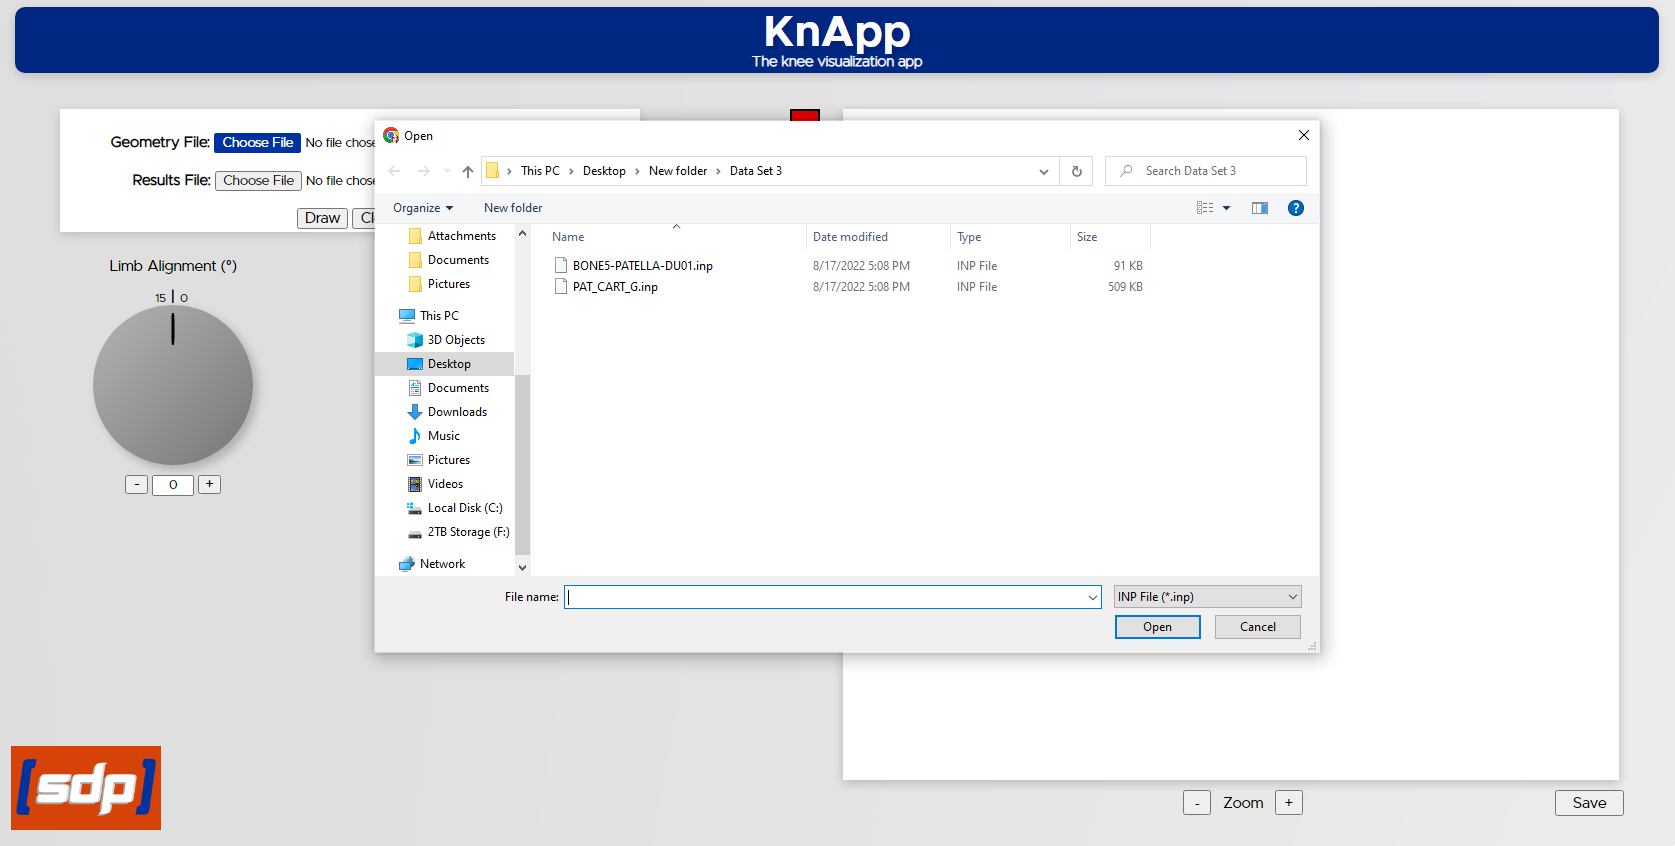 KnApp
The knee visualization app
Geometry File: Choose File No file chose
Results File: Choose File No file chose
Draw
Limb Alignment (°)
15 0
- 0 +
Open
This PC > Desktop > New folder > Data Set 3
Search Data Set 3
Organize New folder
Attachments
Documents
Pictures
This PC
3D Objects
Desktop
Documents
Downloads
Music
Pictures
Videos
Local Disk (C:)
2TB Storage (F:)
Network
Name Date modified Type Size
BONE5-PATELLA-DU01.inp 8/17/2022 5:08 PM INP File 91 KB
PAT_CART_G.inp 8/17/2022 5:08 PM INP File 509 KB
File name: INP File (*.inp)
Open Cancel
[sdp]
- Zoom +
Save